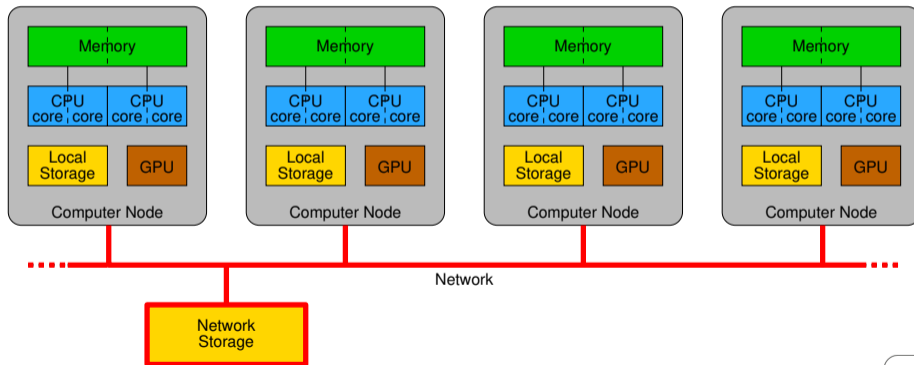 Memory Memory Memory Memory
CPU CPU CPU CPU CPU CPU CPU CPU
core core core core core core core core core core core core core core core core
Local Local Local Local
Storage GPU Storage GPU Storage GPU Storage GPU
Computer Node Computer Node Computer Node Computer Node
Network
Network
Storage